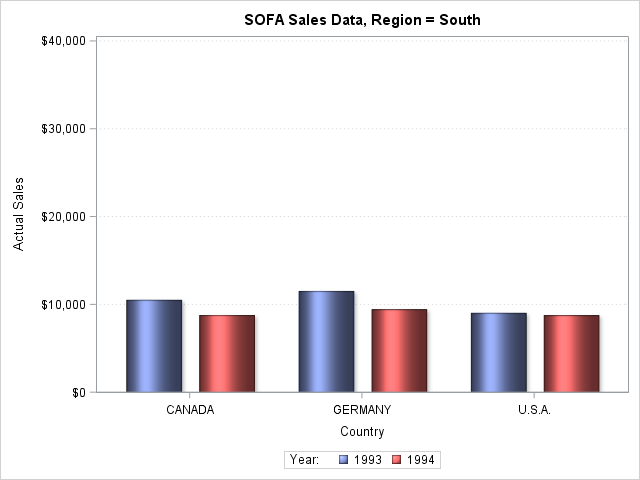 SOFA Sales Data, Region = South
$40,000
$30,000
$20,000
$10,000
$0
Actual Sales
CANADA GERMANY U.S.A.
Country
Year: 1993 1994